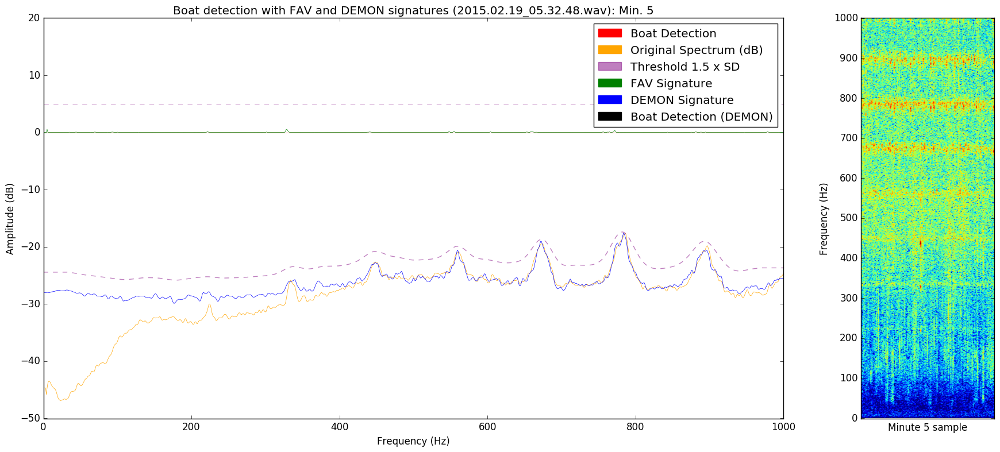 Boat detection with FAV and DEMON signatures (2015.02.19_05.32.48.wav): Min. 5
Boat Detection
Original Spectrum (dB)
Threshold 1.5 x SD
FAV Signature
DEMON Signature
Boat Detection (DEMON)
Amplitude (dB)
20
10
0
−10
−20
−30
−40
−50
0
200
400
600
800
1000
Frequency (Hz)
Frequency (Hz)
1000
900
800
700
600
500
400
300
200
100
0
Minute 5 sample